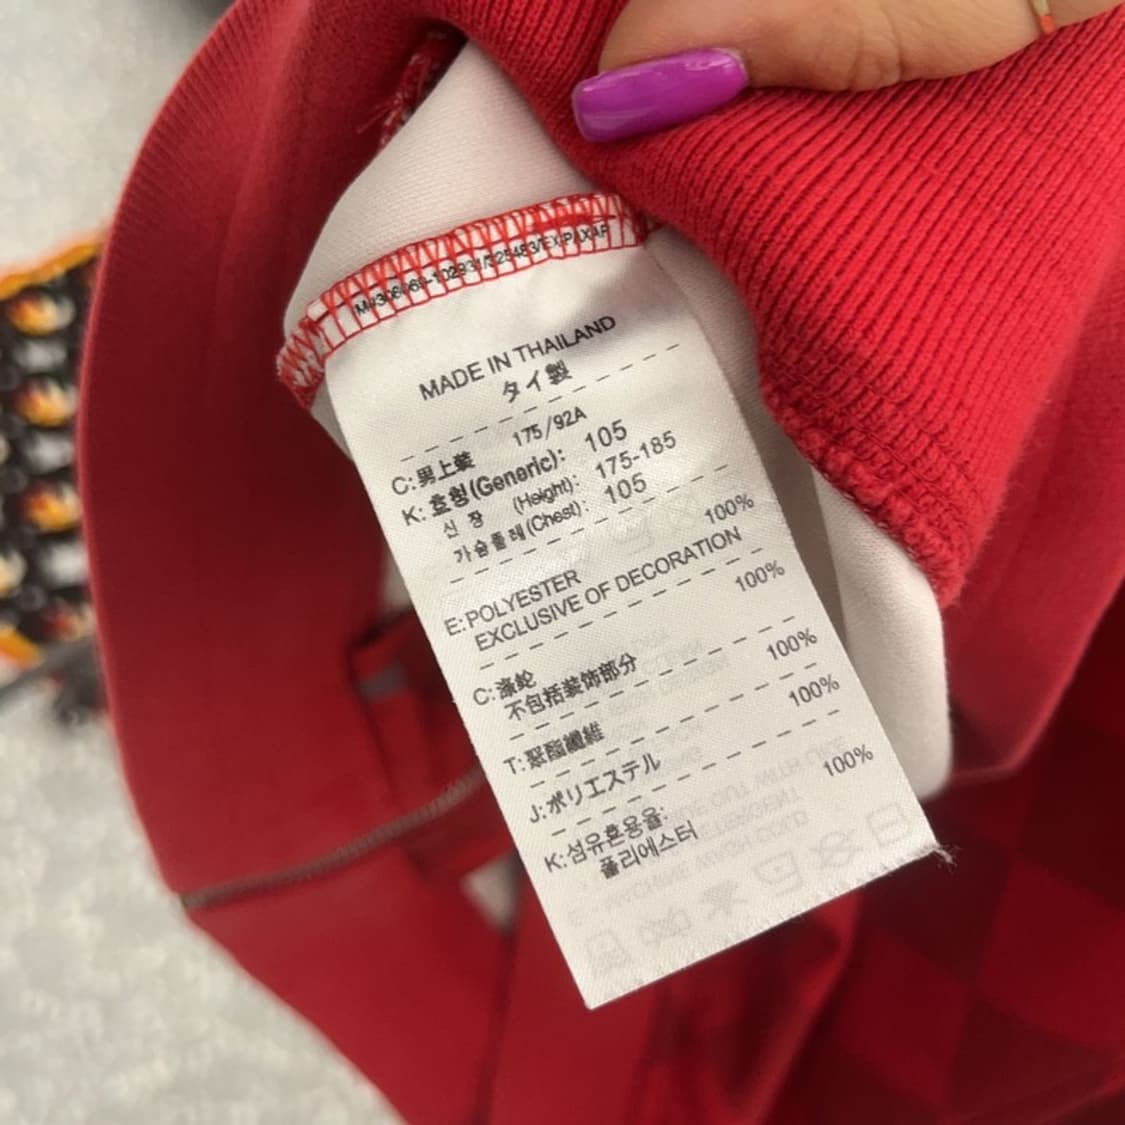 MADE IN THAILAND
タイ製
175/92A
C:男上裝
K: 호칭(Generic): 105
신 장 (Height): 175-185
가슴둘레(Chest): 105
100%
E:POLYESTER
EXCLUSIVE OF DECORATION
100%
C:涤纶
不包括装饰部分
100%
T:聚酯纖維
100%
J:ポリエステル
100%
K:섬유혼용율:
폴리에스터